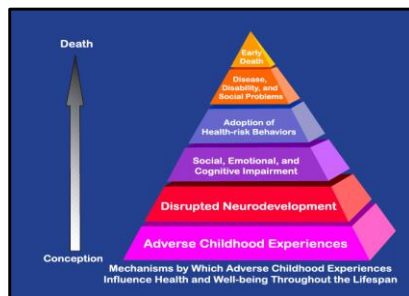 Death
Early
Death
Disease,
Disability, and
Social Problems
Adoption of
Health-risk Behaviors
Social, Emotional, and
Cognitive Impairment
Disrupted Neurodevelopment
Adverse Childhood Experiences
Conception
Mechanisms by Which Adverse Childhood Experiences
Influence Health and Well-being Throughout the Lifespan